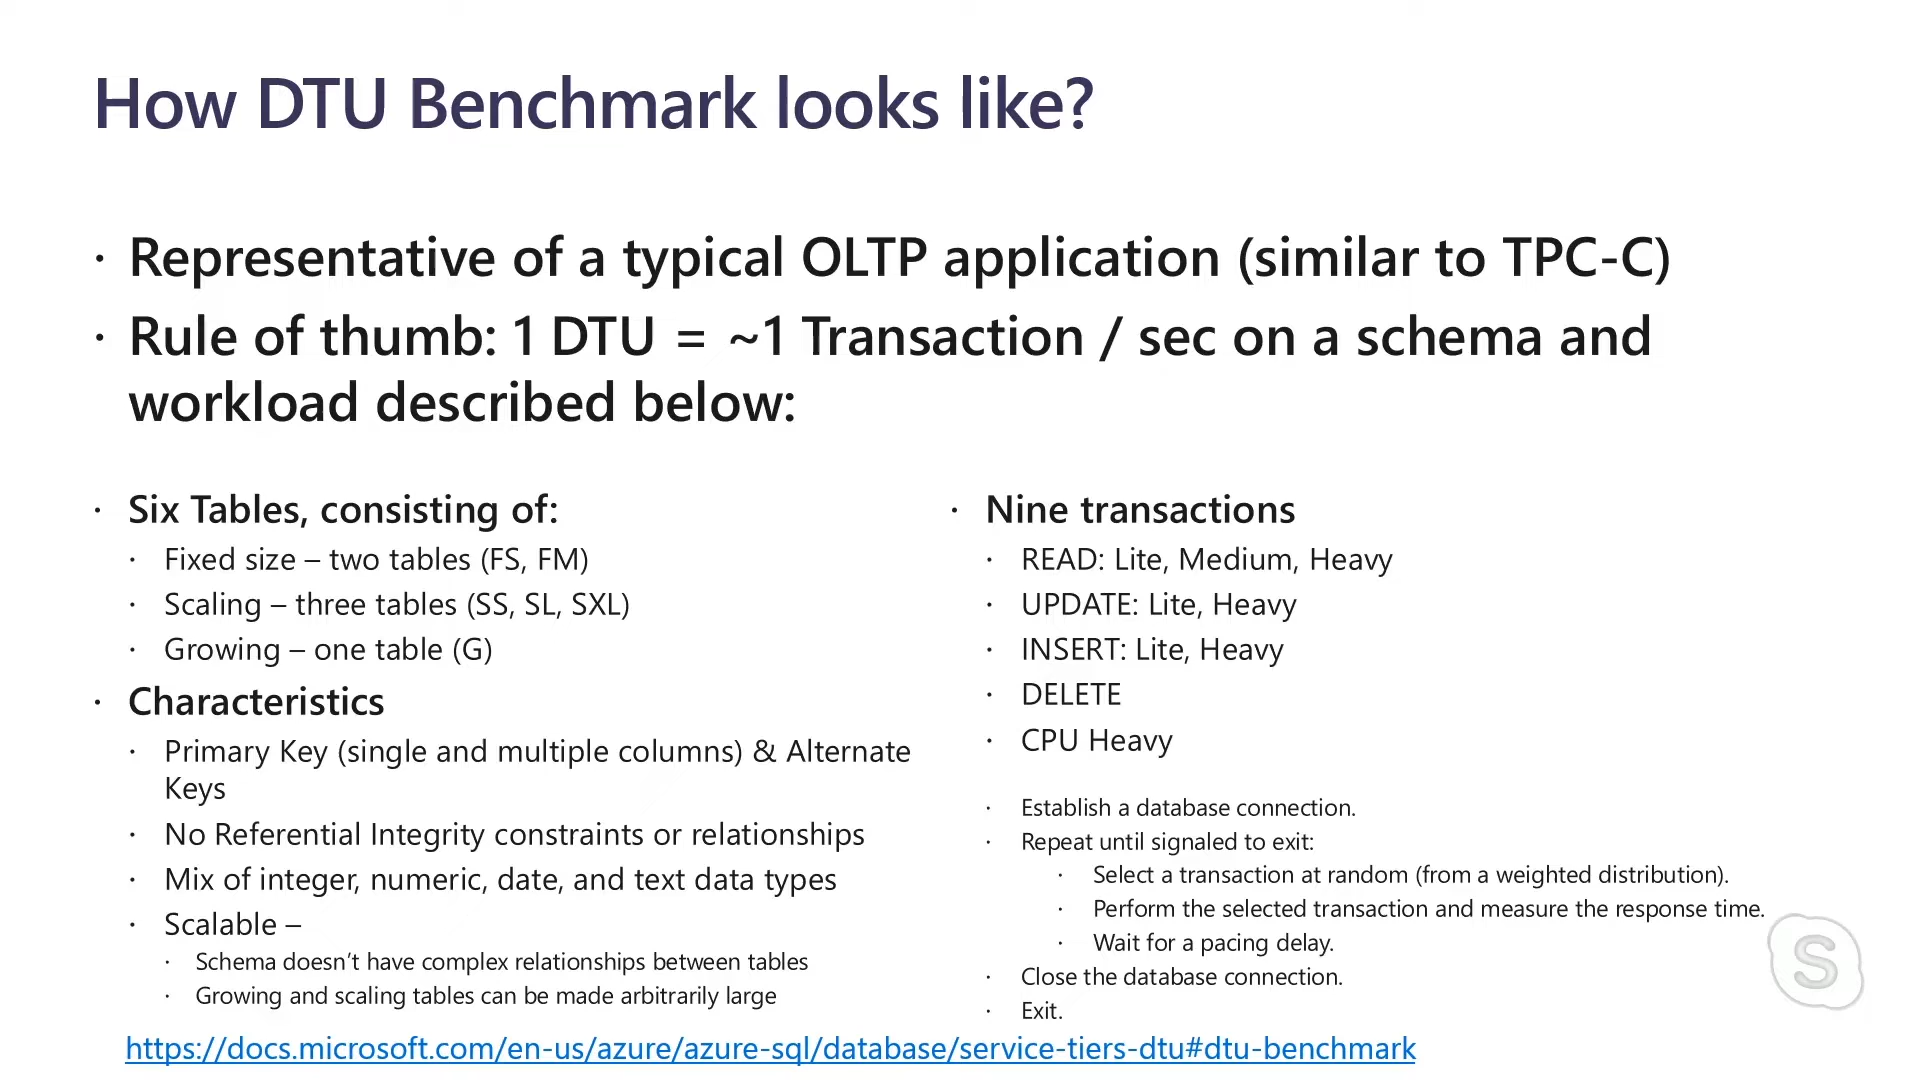 How DTU Benchmark looks like?
· Representative of a typical OLTP application (similar to TPC-C)
· Rule of thumb: 1 DTU = ~1 Transaction / sec on a schema and
workload described below:
· Six Tables, consisting of:
· Fixed size – two tables (FS, FM)
· Scaling – three tables (SS, SL, SXL)
· Growing – one table (G)
· Characteristics
· Primary Key (single and multiple columns) & Alternate
Keys
· No Referential Integrity constraints or relationships
· Mix of integer, numeric, date, and text data types
· Scalable –
· Schema doesn’t have complex relationships between tables
· Growing and scaling tables can be made arbitrarily large
· Nine transactions
· READ: Lite, Medium, Heavy
· UPDATE: Lite, Heavy
· INSERT: Lite, Heavy
· DELETE
· CPU Heavy
· Establish a database connection.
· Repeat until signaled to exit:
· Select a transaction at random (from a weighted distribution).
· Perform the selected transaction and measure the response time.
· Wait for a pacing delay.
· Close the database connection.
· Exit.
https://docs.microsoft.com/en-us/azure/azure-sql/database/service-tiers-dtu#dtu-benchmark
S